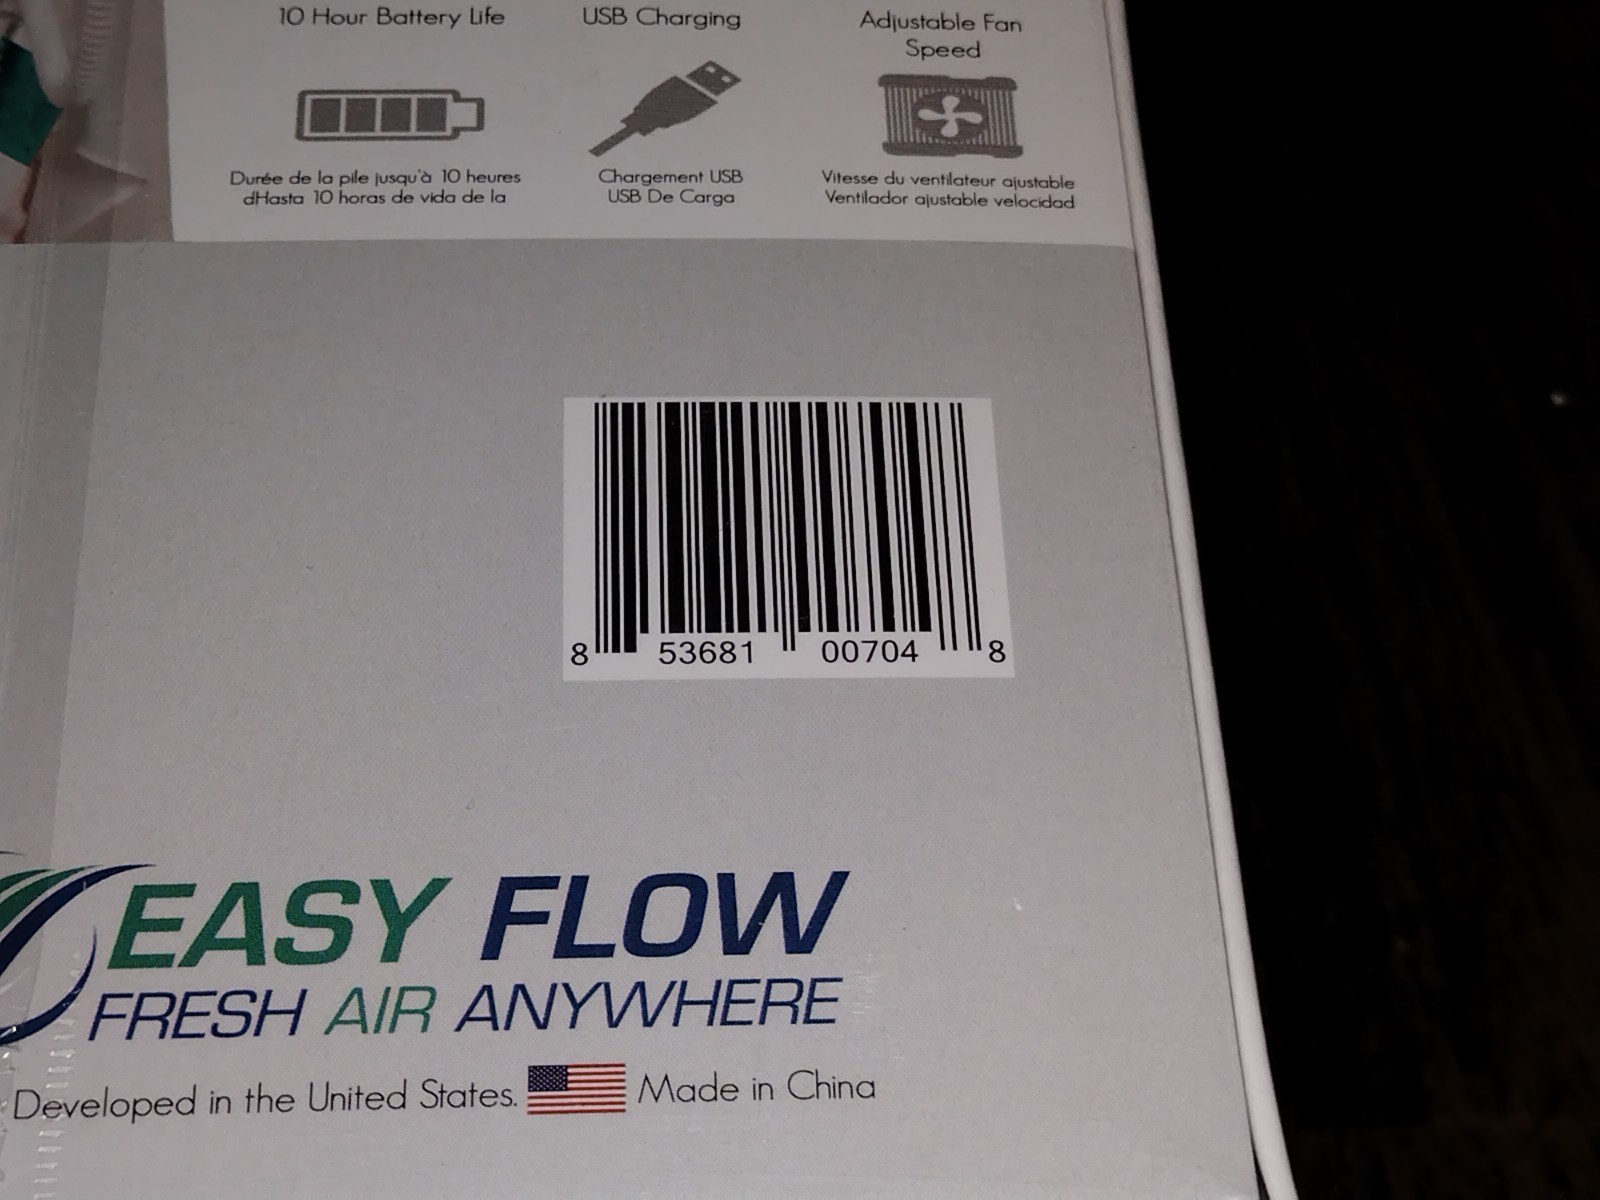 10 Hour Battery Life
USB Charging
Adjustable Fan
Speed
Durée de la pile jusqu'à 10 heures
dHasta 10 horas de vida de la
Chargement USB
USB De Carga
Vitesse du ventilateur ajustable
Ventilador ajustable velocidad
8 53681 00704 8
EASY FLOW
FRESH AIR ANYWHERE
Developed in the United States. Made in China